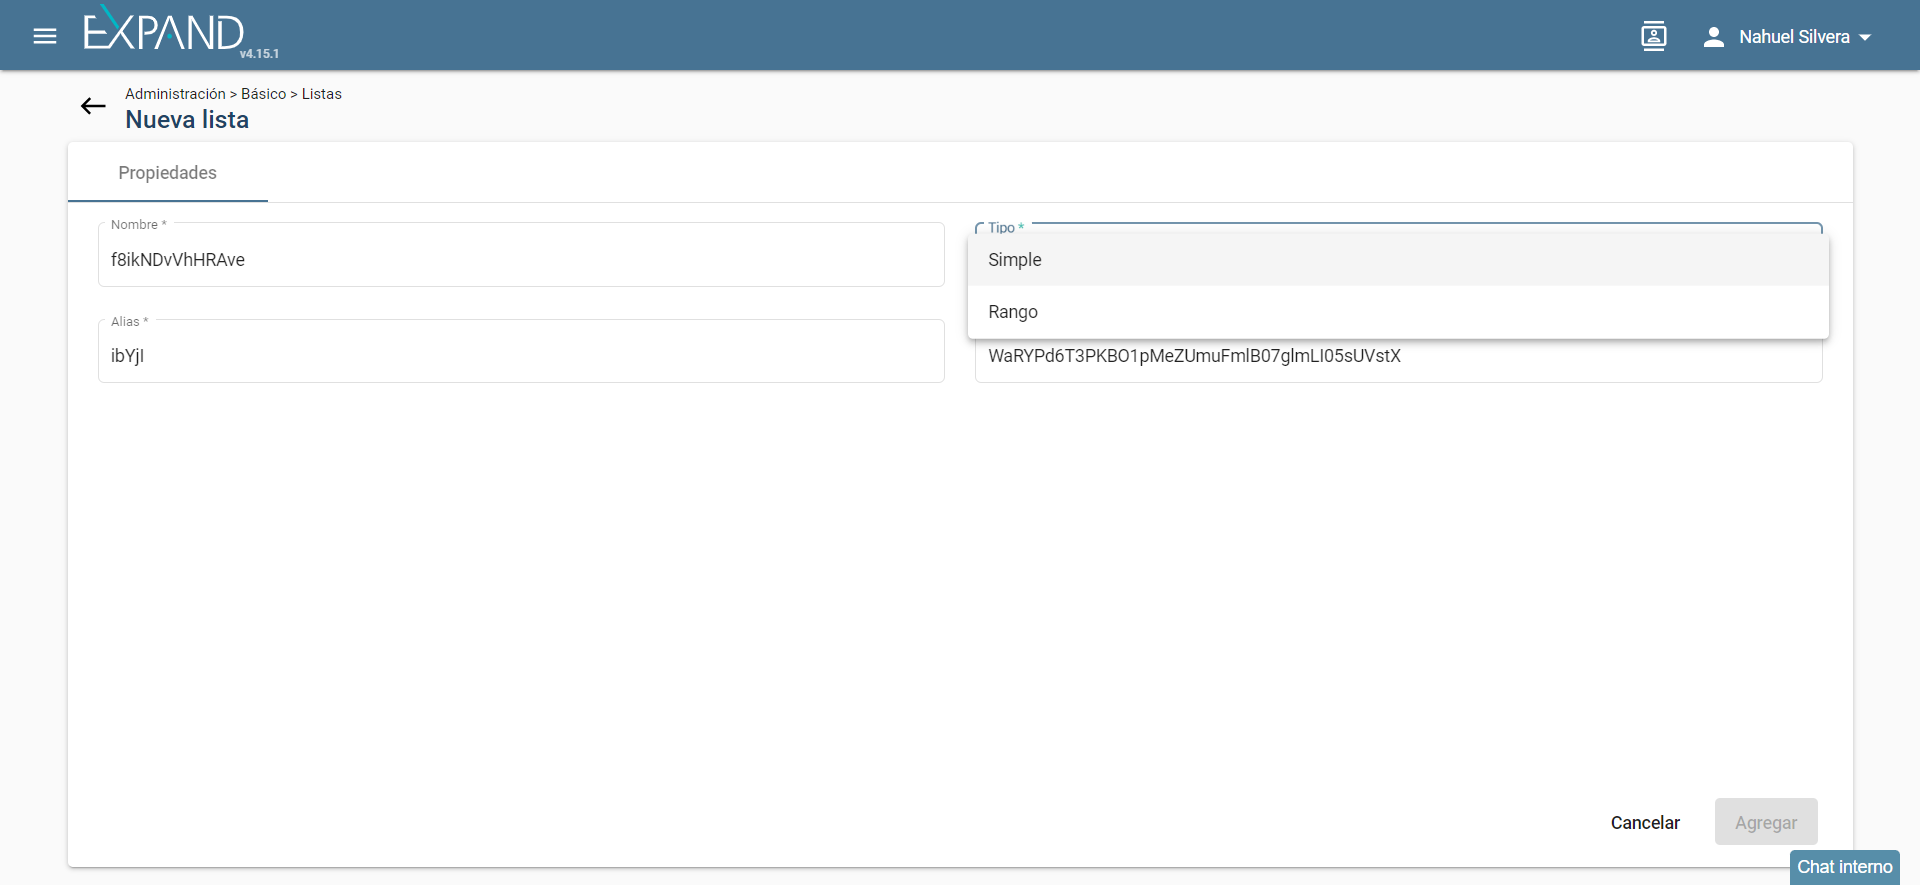 EXPAND
v4.15.1
Nahuel Silvera
Administración > Básico > Listas
Nueva lista
Propiedades
Nombre *
f8ikNDvVhHRAve
Tipo *
Simple
Rango
Alias *
ibYjI
WaRYPd6T3PKBO1pMeZUmuFmlB07glmLI05sUVstX
Cancelar
Agregar
Chat interno